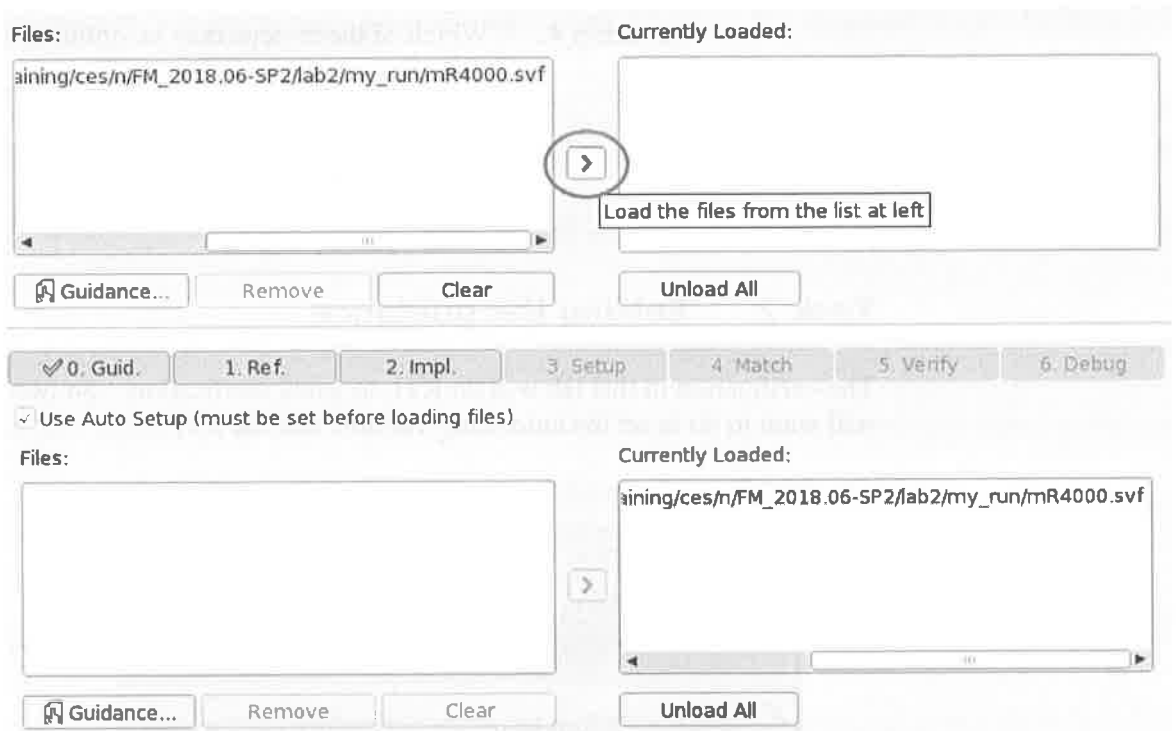 Files:
Currently Loaded:
aining/ces/n/FM_2018.06-SP2/lab2/my_run/mR4000.svf
>
Load the files from the list at left
Guidance... Remove Clear Unload All
0. Guid. 1. Ref. 2. Impl. 3. Setup 4. Match 5. Verify 6. Debug
Use Auto Setup (must be set before loading files)
Files:
Currently Loaded:
aining/ces/n/FM_2018.06-SP2/lab2/my_run/mR4000.svf
>
Guidance... Remove Clear Unload All